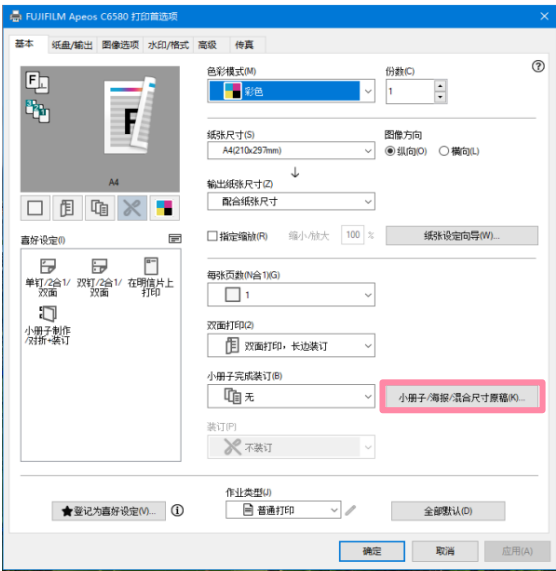 FUJIFILM Apeos C6580 打印首选项
基本 纸盘/输出 图像选项 水印/格式 高级 传真
F
F
A4
喜好设定(I)
单钉/2合1/
双面
双钉/2合1/
双面
在明信片上
打印
小册子制作
/对折+装订
登记为喜好设定(V)...
色彩模式(M)
彩色
份数(C)
1
纸张尺寸(S)
A4(210x297mm)
图像方向
纵向(O) 横向(L)
输出纸张尺寸(Z)
配合纸张尺寸
指定缩放(R) 缩小/放大 100 %
纸张设定向导(W)...
每张页数(N合1)(G)
1
双面打印(2)
双面打印，长边装订
小册子完成装订(B)
无
小册子/海报/混合尺寸原稿(K)...
装订(P)
不装订
作业类型(J)
普通打印
全部默认(D)
确定 取消 应用(A)